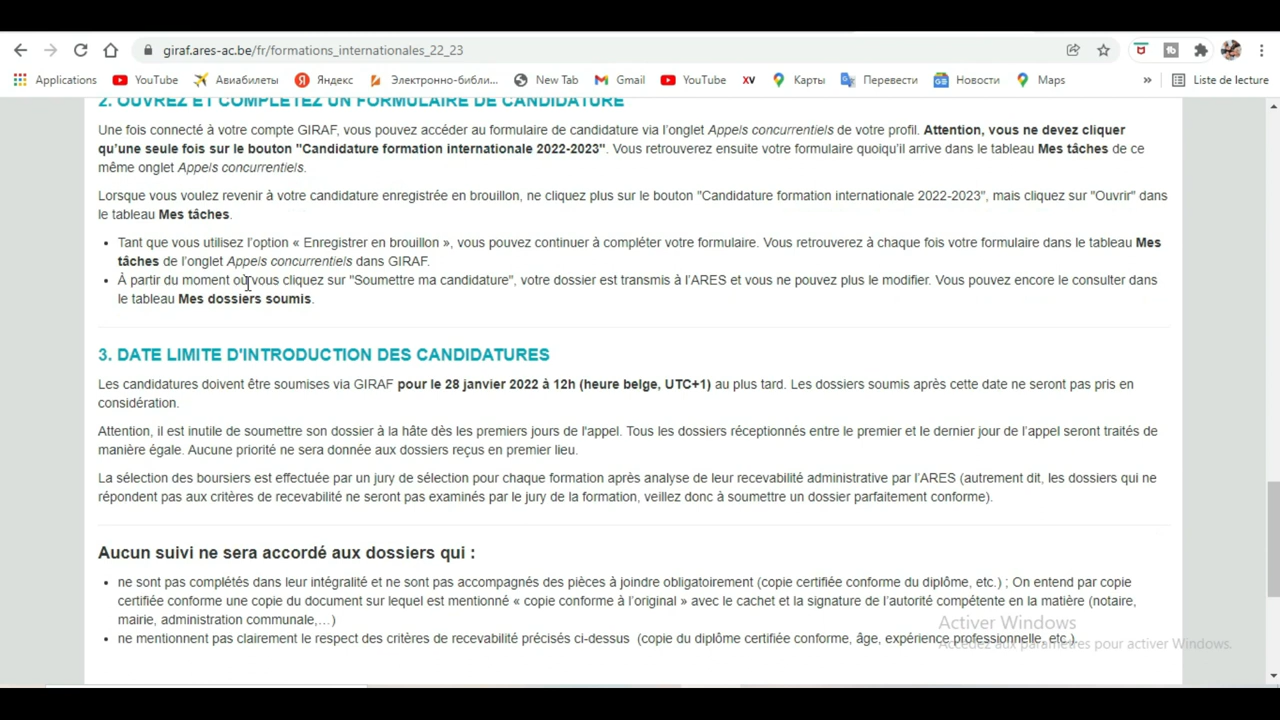 giraf.ares-ac.be/fr/formations_internationales_22_23
Applications YouTube Авиабилеты Яндекс Электронно-библи... New Tab Gmail YouTube XV Карты Перевести Новости Maps » Liste de lecture
2. OUVREZ ET COMPLÉTEZ UN FORMULAIRE DE CANDIDATURE
Une fois connecté à votre compte GIRAF, vous pouvez accéder au formulaire de candidature via l'onglet Appels concurrentiels de votre profil. Attention, vous ne devez cliquer
qu'une seule fois sur le bouton "Candidature formation internationale 2022-2023". Vous retrouverez ensuite votre formulaire quoiqu'il arrive dans le tableau Mes tâches de ce
même onglet Appels concurrentiels.
Lorsque vous voulez revenir à votre candidature enregistrée en brouillon, ne cliquez plus sur le bouton "Candidature formation internationale 2022-2023", mais cliquez sur "Ouvrir" dans
le tableau Mes tâches.
• Tant que vous utilisez l'option « Enregistrer en brouillon », vous pouvez continuer à compléter votre formulaire. Vous retrouverez à chaque fois votre formulaire dans le tableau Mes
tâches de l'onglet Appels concurrentiels dans GIRAF.
• À partir du moment où vous cliquez sur "Soumettre ma candidature", votre dossier est transmis à l'ARES et vous ne pouvez plus le modifier. Vous pouvez encore le consulter dans
le tableau Mes dossiers soumis.
3. DATE LIMITE D'INTRODUCTION DES CANDIDATURES
Les candidatures doivent être soumises via GIRAF pour le 28 janvier 2022 à 12h (heure belge, UTC+1) au plus tard. Les dossiers soumis après cette date ne seront pas pris en
considération.
Attention, il est inutile de soumettre son dossier à la hâte dès les premiers jours de l'appel. Tous les dossiers réceptionnés entre le premier et le dernier jour de l'appel seront traités de
manière égale. Aucune priorité ne sera donnée aux dossiers reçus en premier lieu.
La sélection des boursiers est effectuée par un jury de sélection pour chaque formation après analyse de leur recevabilité administrative par l'ARES (autrement dit, les dossiers qui ne
répondent pas aux critères de recevabilité ne seront pas examinés par le jury de la formation, veillez donc à soumettre un dossier parfaitement conforme).
Aucun suivi ne sera accordé aux dossiers qui :
• ne sont pas complétés dans leur intégralité et ne sont pas accompagnés des pièces à joindre obligatoirement (copie certifiée conforme du diplôme, etc.) ; On entend par copie
certifiée conforme une copie du document sur lequel est mentionné « copie conforme à l'original » avec le cachet et la signature de l'autorité compétente en la matière (notaire,
mairie, administration communale,...)
• ne mentionnent pas clairement le respect des critères de recevabilité précisés ci-dessus (copie du diplôme certifiée conforme, âge, expérience professionnelle, etc.)
Activer Windows
Accédez aux paramètres pour activer Windows.